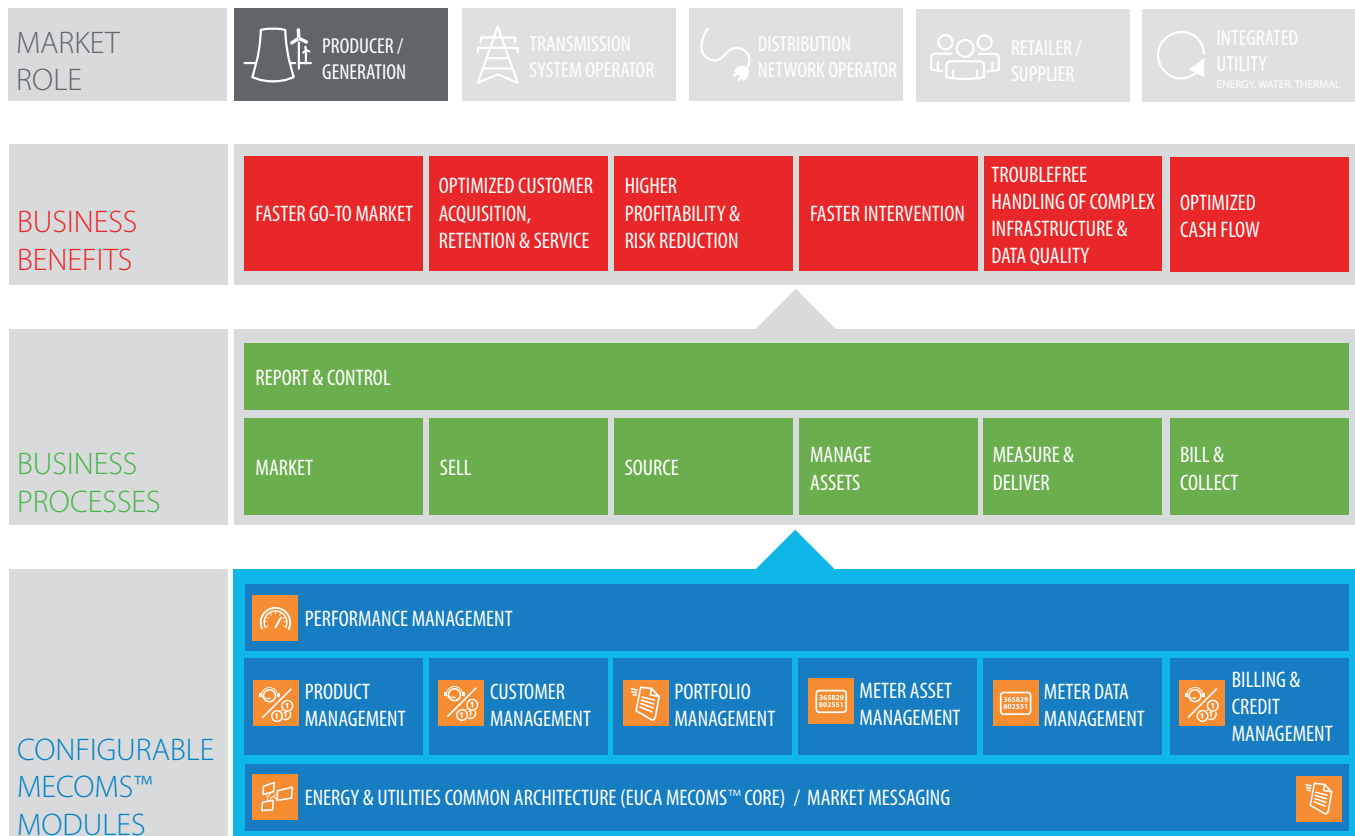 MARKET
ROLE
PRODUCER /
GENERATION
TRANSMISSION
SYSTEM OPERATOR
DISTRIBUTION
NETWORK OPERATOR
RETAILER /
SUPPLIER
INTEGRATED
UTILITY
ENERGY, WATER, THERMAL
BUSINESS
BENEFITS
FASTER GO-TO MARKET
OPTIMIZED CUSTOMER
ACQUISITION,
RETENTION & SERVICE
HIGHER
PROFITABILITY &
RISK REDUCTION
FASTER INTERVENTION
TROUBLEFREE
HANDLING OF COMPLEX
INFRASTRUCTURE &
DATA QUALITY
OPTIMIZED
CASH FLOW
BUSINESS
PROCESSES
REPORT & CONTROL
MARKET
SELL
SOURCE
MANAGE
ASSETS
MEASURE &
DELIVER
BILL &
COLLECT
CONFIGURABLE
MECOMS™
MODULES
PERFORMANCE MANAGEMENT
PRODUCT
MANAGEMENT
CUSTOMER
MANAGEMENT
PORTFOLIO
MANAGEMENT
365829
802551
METER ASSET
MANAGEMENT
365829
802551
METER DATA
MANAGEMENT
BILLING &
CREDIT
MANAGEMENT
ENERGY & UTILITIES COMMON ARCHITECTURE (EUCA MECOMS™ CORE) / MARKET MESSAGING